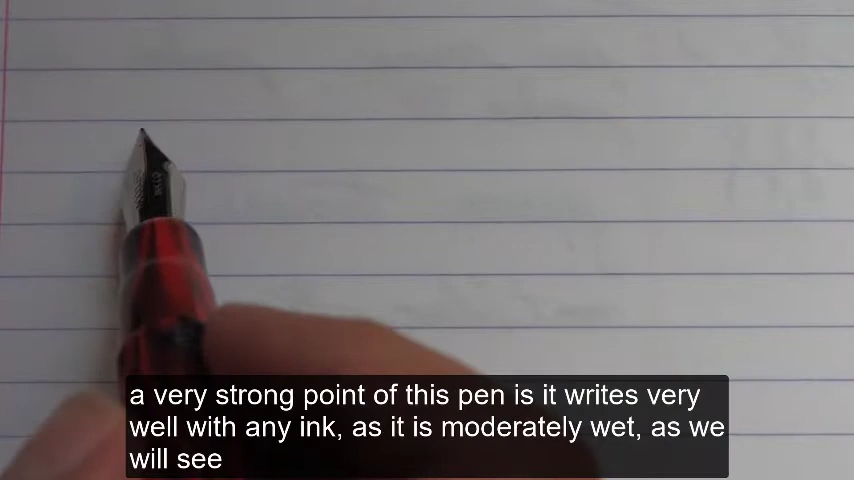 a very strong point of this pen is it writes very
well with any ink, as it is moderately wet, as we
will see